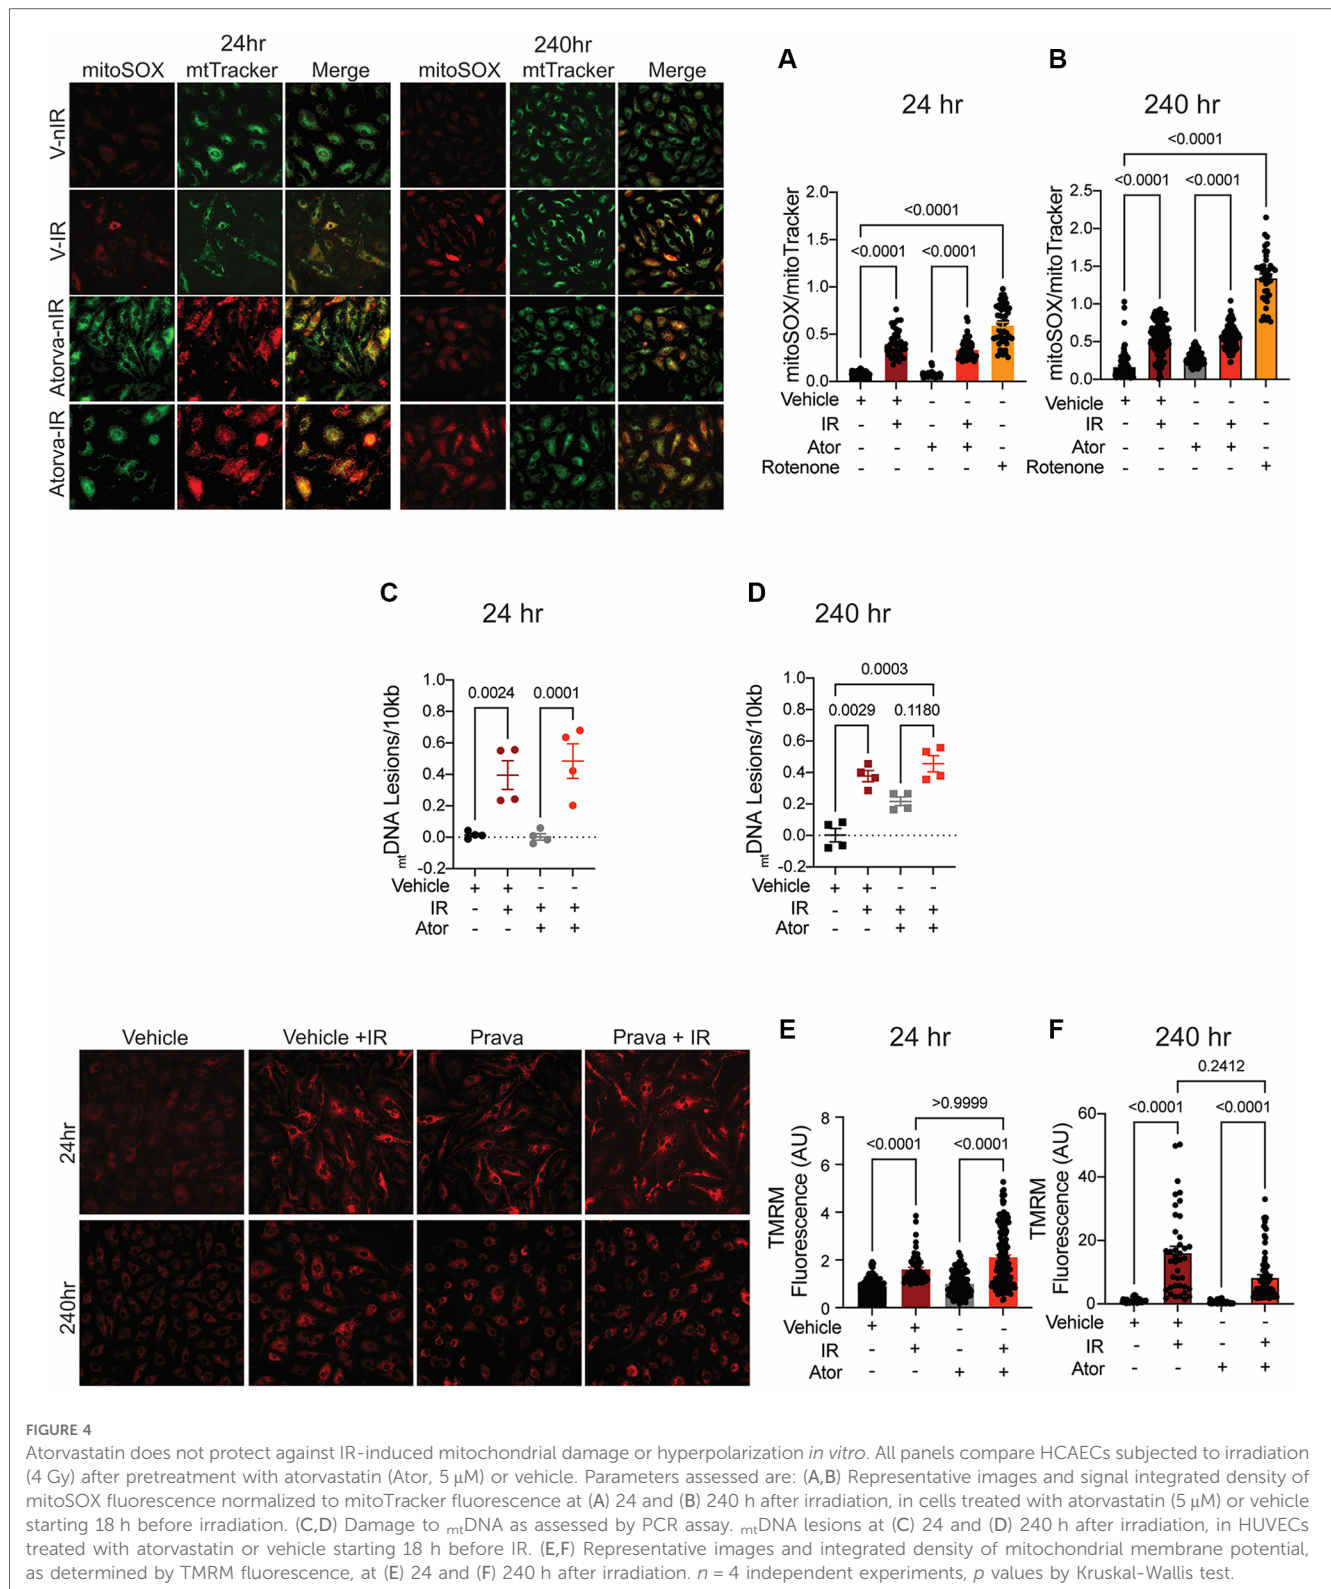 24hr
240hr
mitoSOX mtTracker Merge
mitoSOX mtTracker Merge
V-nIR
V-IR
Atorva-nIR
Atorva-IR
A
24 hr
<0.0001
<0.0001 <0.0001
mitoSOX/mitoTracker
2.0
1.5
1.0
0.5
0.0
Vehicle + + - - -
IR - + - + -
Ator - - + + -
Rotenone - - - - +
B
240 hr
<0.0001
<0.0001 <0.0001
mitoSOX/mitoTracker
2.5
2.0
1.5
1.0
0.5
0.0
Vehicle + + - - -
IR - + - + -
Ator - - + + -
Rotenone - - - - +
C
24 hr
0.0024 0.0001
mtDNA Lesions/10kb
1.0
0.8
0.6
0.4
0.2
0.0
-0.2
Vehicle + + - -
IR - + + +
Ator - - + +
D
240 hr
0.0003
0.0029 0.1180
mtDNA Lesions/10kb
1.0
0.8
0.6
0.4
0.2
0.0
-0.2
Vehicle + + - -
IR - + + +
Ator - - + +
Vehicle Vehicle +IR Prava Prava + IR
24hr
240hr
E
24 hr
>0.9999
<0.0001 <0.0001
TMRM
Fluorescence (AU)
8
6
4
2
0
Vehicle + + - -
IR - + - +
Ator - - + +
F
240 hr
0.2412
<0.0001 <0.0001
TMRM
Fluorescence (AU)
60
40
20
0
Vehicle + + - -
IR - + - +
Ator - - + +
FIGURE 4
Atorvastatin does not protect against IR-induced mitochondrial damage or hyperpolarization in vitro. All panels compare HCAECs subjected to irradiation
(4 Gy) after pretreatment with atorvastatin (Ator, 5 μM) or vehicle. Parameters assessed are: (A,B) Representative images and signal integrated density of
mitoSOX fluorescence normalized to mitoTracker fluorescence at (A) 24 and (B) 240 h after irradiation, in cells treated with atorvastatin (5 μM) or vehicle
starting 18 h before irradiation. (C,D) Damage to mtDNA as assessed by PCR assay. mtDNA lesions at (C) 24 and (D) 240 h after irradiation, in HUVECs
treated with atorvastatin or vehicle starting 18 h before IR. (E,F) Representative images and integrated density of mitochondrial membrane potential,
as determined by TMRM fluorescence, at (E) 24 and (F) 240 h after irradiation. n = 4 independent experiments, p values by Kruskal-Wallis test.